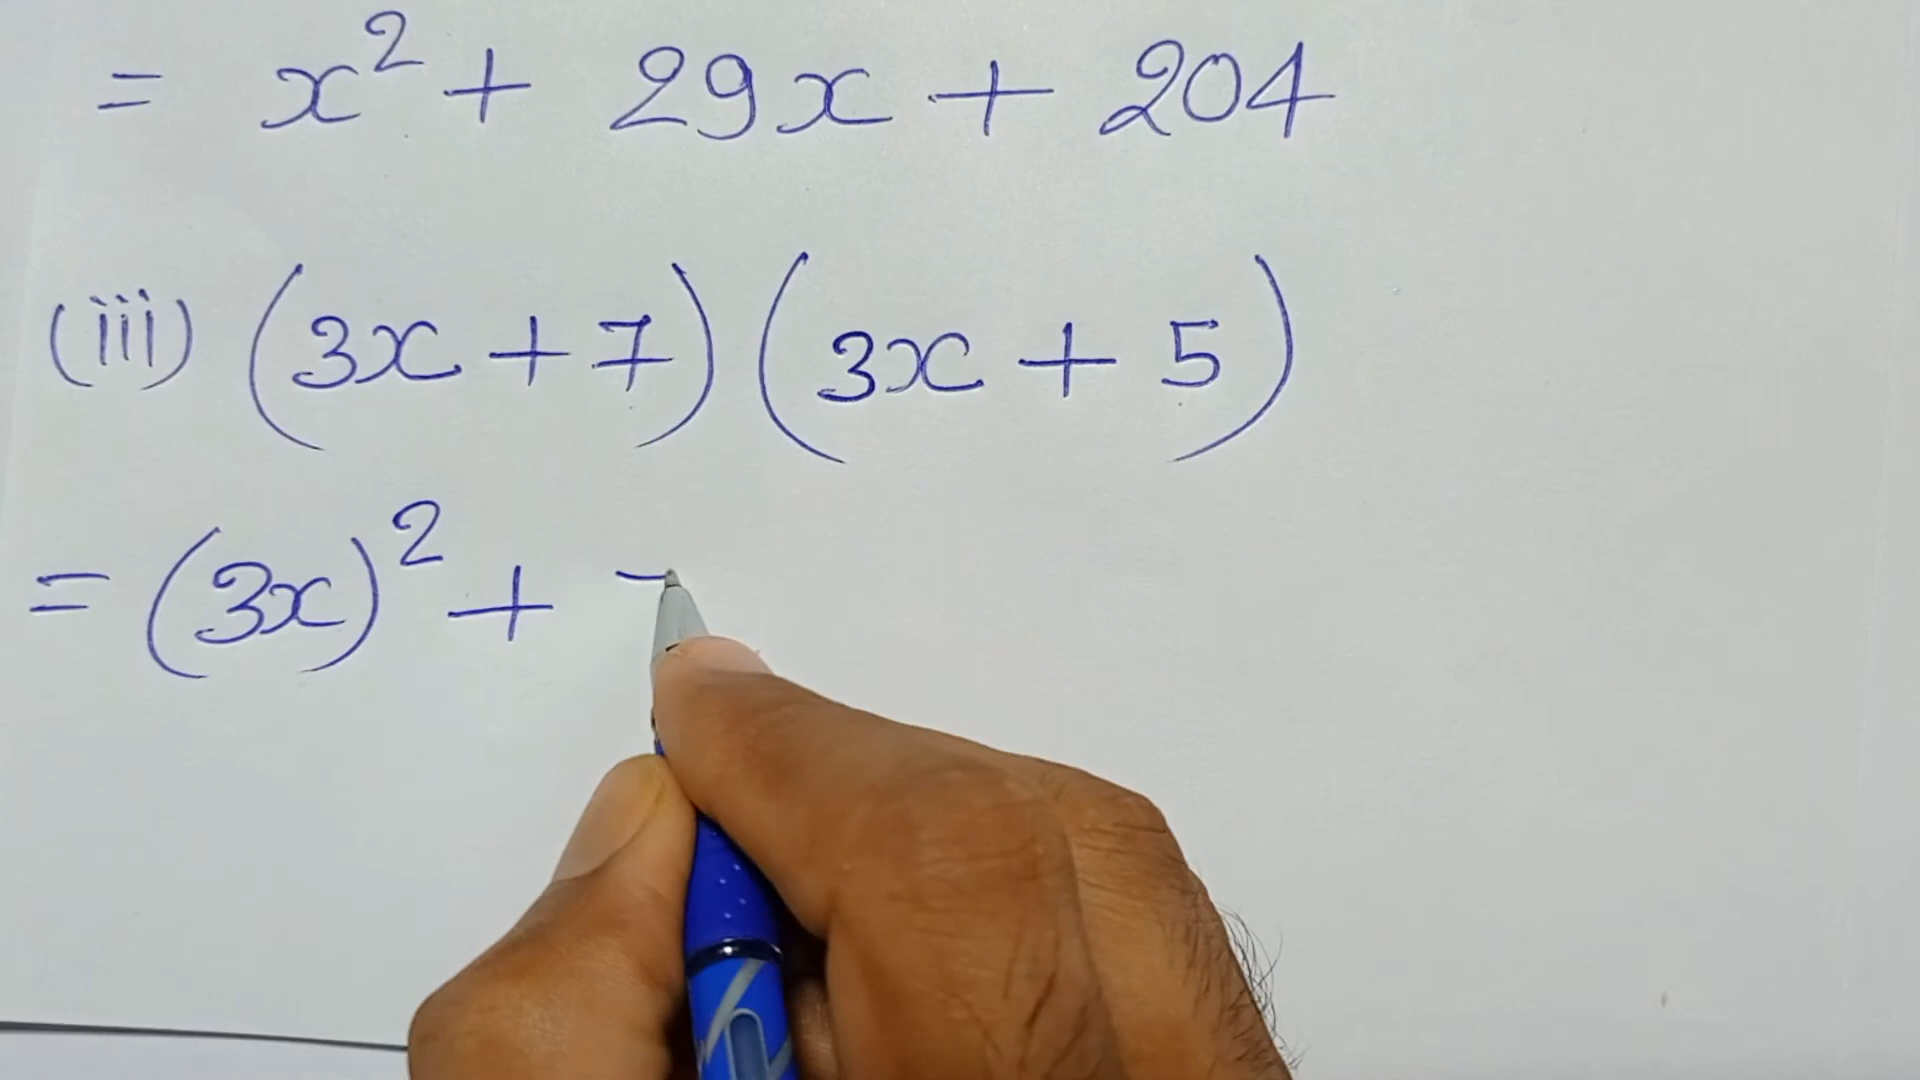 = x² + 29x + 204
(iii) (3x + 7) (3x + 5)
= (3x)² +